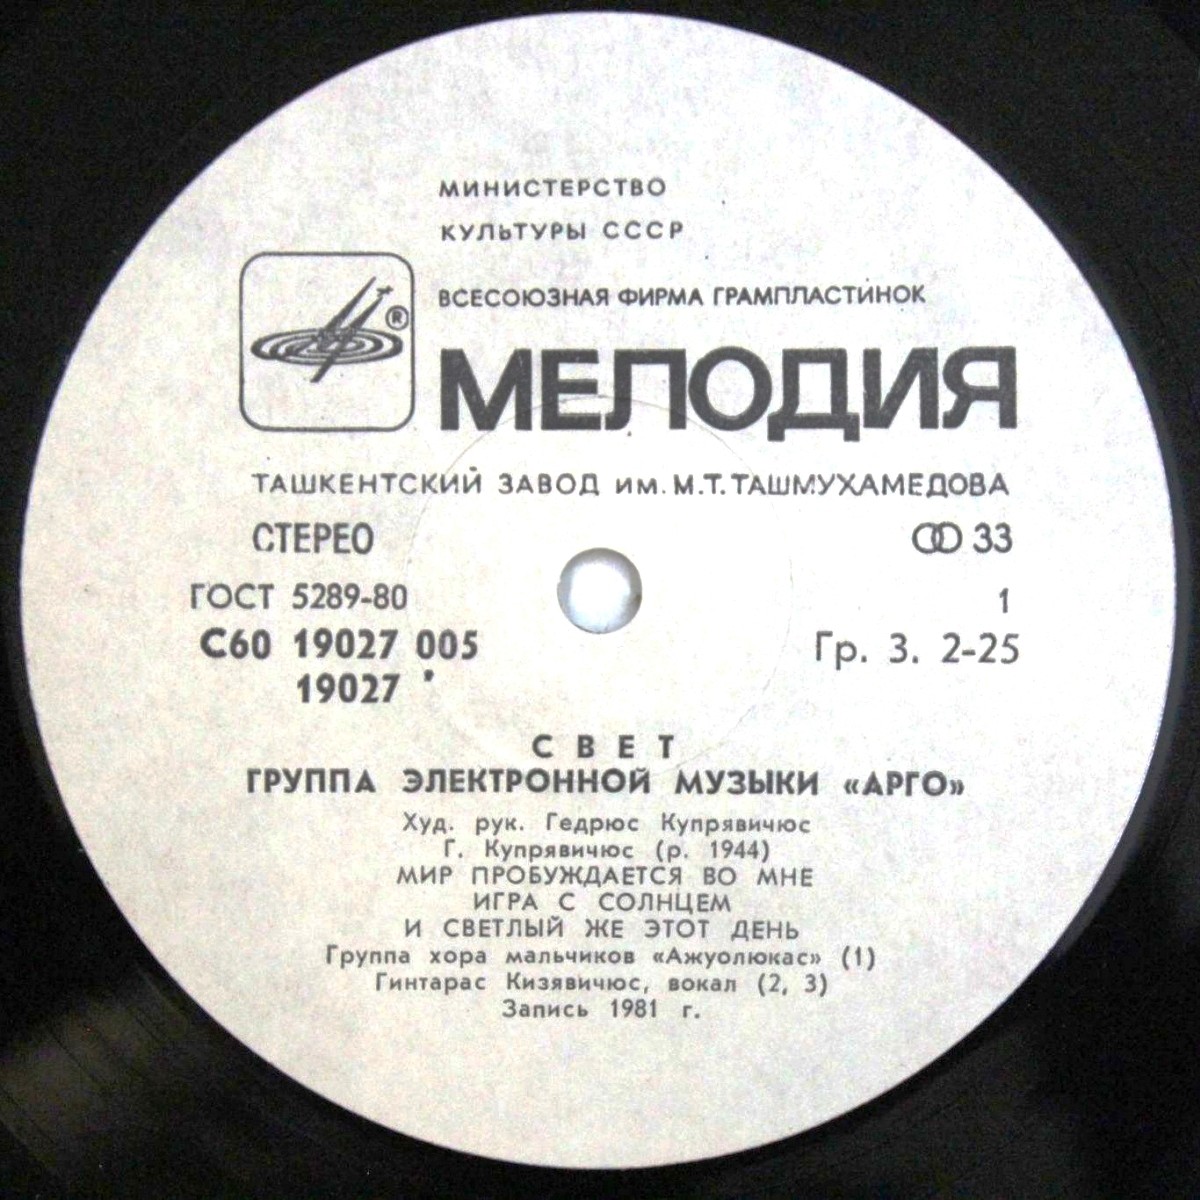 МИНИСТЕРСТВО
КУЛЬТУРЫ СССР
ВСЕСОЮЗНАЯ ФИРМА ГРАМПЛАСТИНОК
®
МЕЛОДИЯ
ТАШКЕНТСКИЙ ЗАВОД им. М.Т. ТАШМУХАМЕДОВА
СТЕРЕО 33
ГОСТ 5289-80 1
С60 19027 005 Гр. 3. 2-25
19027
СВЕТ
ГРУППА ЭЛЕКТРОННОЙ МУЗЫКИ «АРГО»
Худ. рук. Гедрюс Купрявичюс
Г. Купрявичюс (р. 1944)
МИР ПРОБУЖДАЕТСЯ ВО МНЕ
ИГРА С СОЛНЦЕМ
И СВЕТЛЫЙ ЖЕ ЭТОТ ДЕНЬ
Группа хора мальчиков «Ажуолюкас» (1)
Гинтарас Кизявичюс, вокал (2, 3)
Запись 1981 г.